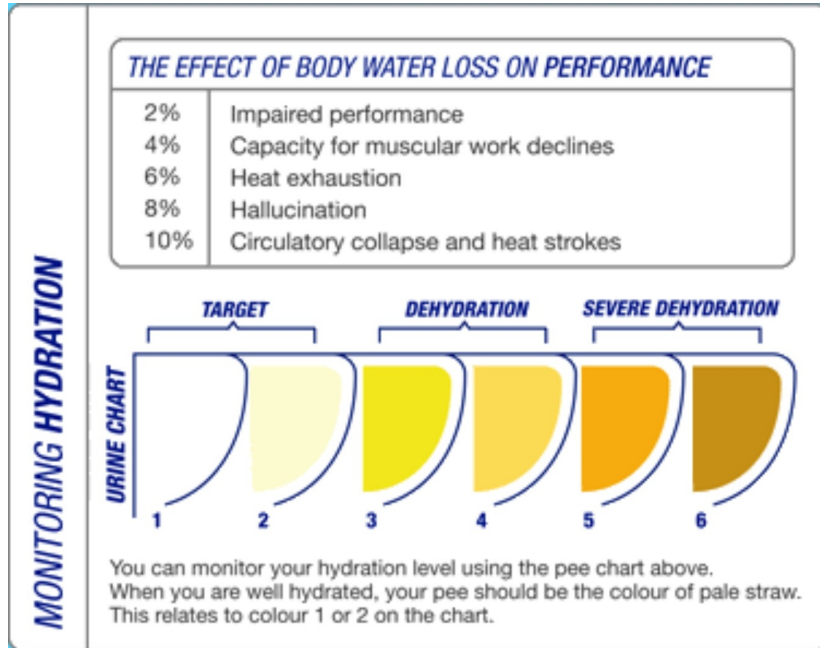 MONITORING HYDRATION
THE EFFECT OF BODY WATER LOSS ON PERFORMANCE
2% Impaired performance
4% Capacity for muscular work declines
6% Heat exhaustion
8% Hallucination
10% Circulatory collapse and heat strokes
TARGET DEHYDRATION SEVERE DEHYDRATION
URINE CHART
1 2 3 4 5 6
You can monitor your hydration level using the pee chart above.
When you are well hydrated, your pee should be the colour of pale straw.
This relates to colour 1 or 2 on the chart.